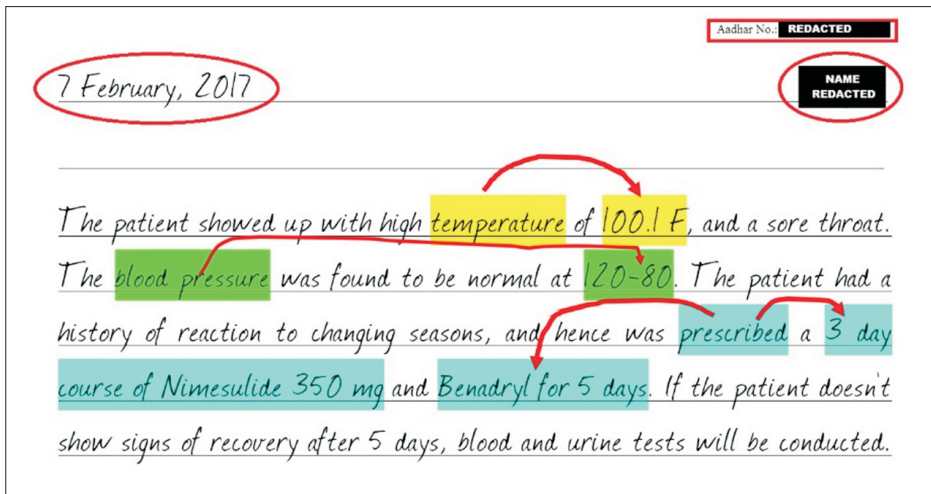 Aadhar No.: REDACTED
7 February, 2017
NAME
REDACTED
The patient showed up with high temperature of 100.1 F, and a sore throat.
The blood pressure was found to be normal at 120-80. The patient had a
history of reaction to changing seasons, and hence was prescribed a 3 day
course of Nimesulide 350 mg and Benadryl for 5 days. If the patient doesn't
show signs of recovery after 5 days, blood and urine tests will be conducted.